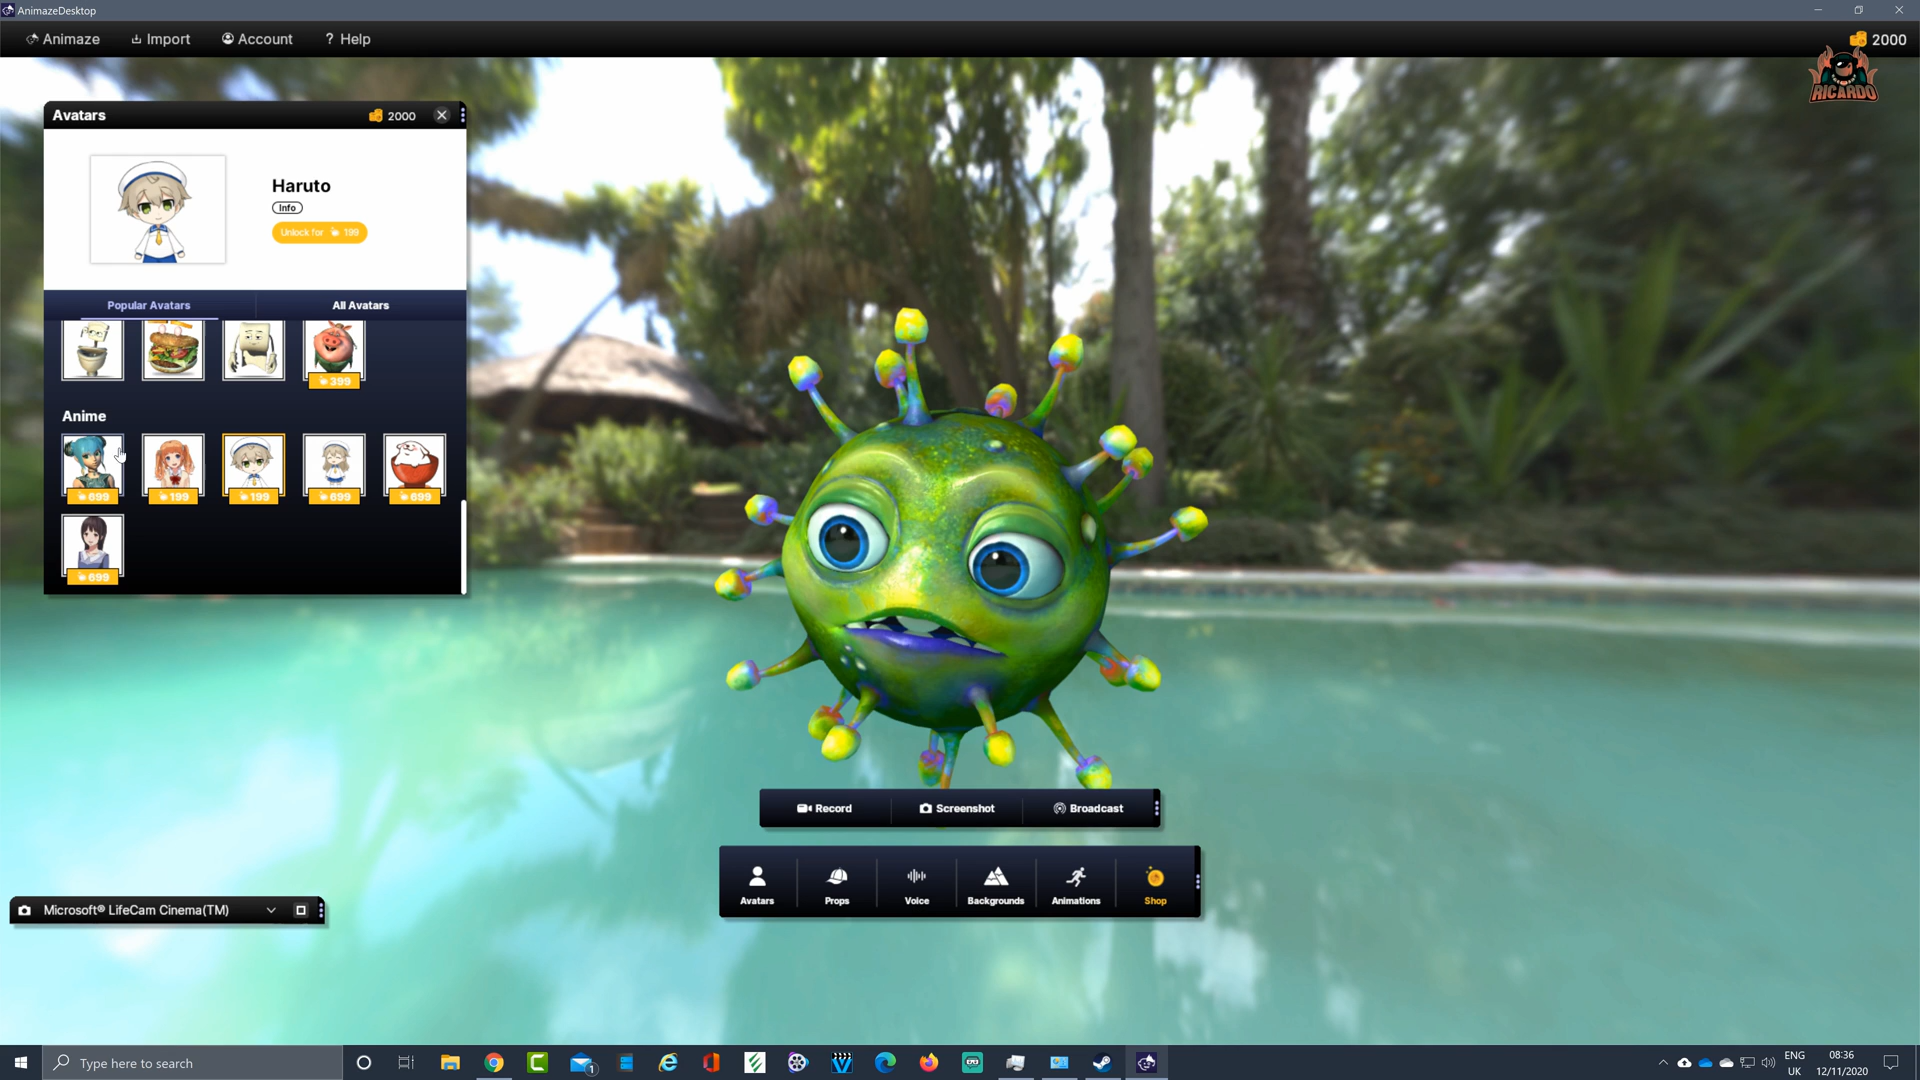 AnimazeDesktop
Animaze Import Account ? Help 2000
RICARDO
Avatars 2000
Haruto
Info
Unlock for 199
Popular Avatars All Avatars
399
Anime
699 199 199 699 699
699
Record Screenshot Broadcast
Avatars Props Voice Backgrounds Animations Shop
Microsoft® LifeCam Cinema(TM)
Type here to search
1
ENG
UK
08:36
12/11/2020